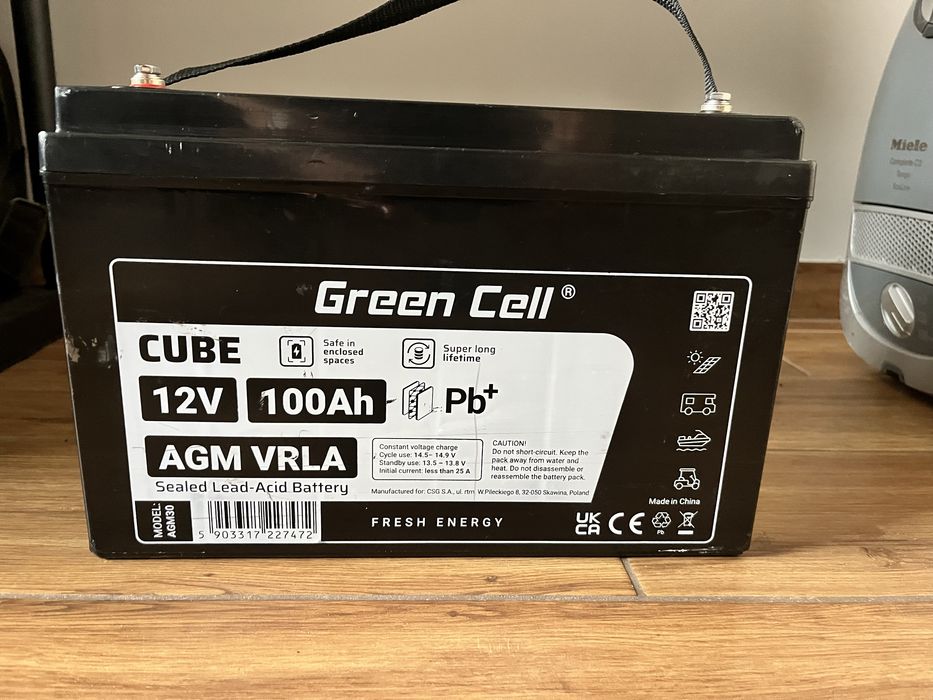 Green Cell®
CUBE
Safe in
enclosed
spaces
Super long
lifetime
12V
100Ah
Pb+
AGM VRLA
Sealed Lead-Acid Battery
Constant voltage charge
Cycle use: 14.5– 14.9 V
Standby use: 13.5 – 13.8 V
Initial current: less than 25 A
CAUTION!
Do not short-circuit. Keep the
pack away from water and
heat. Do not disassemble or
reassemble the battery pack.
Manufactured for: CSG S.A., ul. rtm W.Pileckiego 8, 32-050 Skawina, Poland
Made in China
MODEL:
AGM30
5 903317 227472
FRESH ENERGY
UK
CA
CE
Pb
Miele
Complete C3